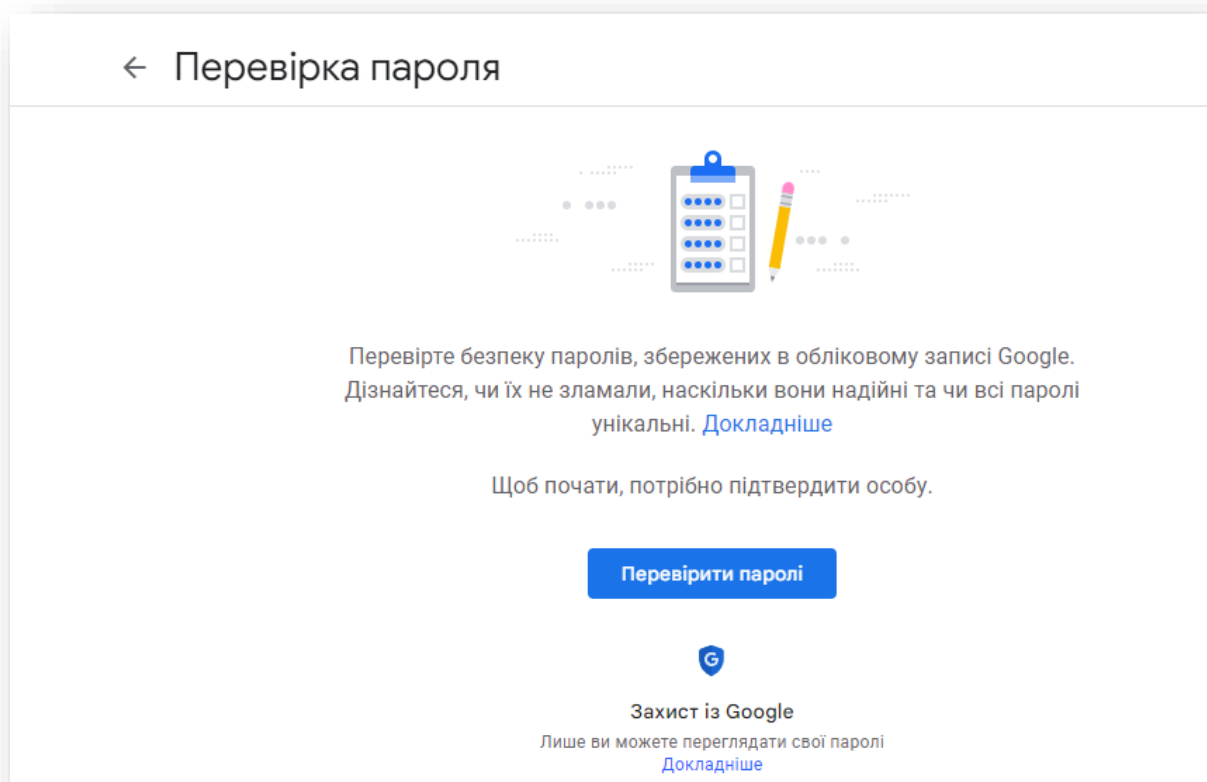 Перевірка пароля
Перевірте безпеку паролів, збережених в обліковому записі Google.
Дізнайтеся, чи їх не зламали, наскільки вони надійні та чи всі паролі
унікальні. Докладніше
Щоб почати, потрібно підтвердити особу.
Перевірити паролі
G
Захист із Google
Лише ви можете переглядати свої паролі
Докладніше